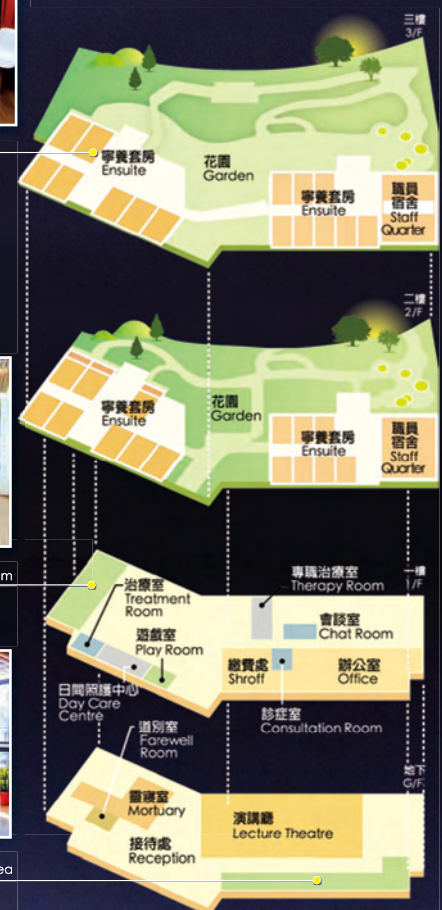 三樓
3/F
寧養套房
Ensuite
花園
Garden
寧養套房
Ensuite
職員
宿舍
Staff
Quarter
二樓
2/F
寧養套房
Ensuite
花園
Garden
寧養套房
Ensuite
職員
宿舍
Staff
Quarter
一樓
1/F
治療室
Treatment
Room
遊戲室
Play Room
專職治療室
Therapy Room
會談室
Chat Room
繳費處
Shroff
辦公室
Office
日間照護中心
Day Care
Centre
診症室
Consultation Room
道別室
Farewell
Room
地下
G/F
靈寢室
Mortuary
演講廳
Lecture Theatre
接待處
Reception